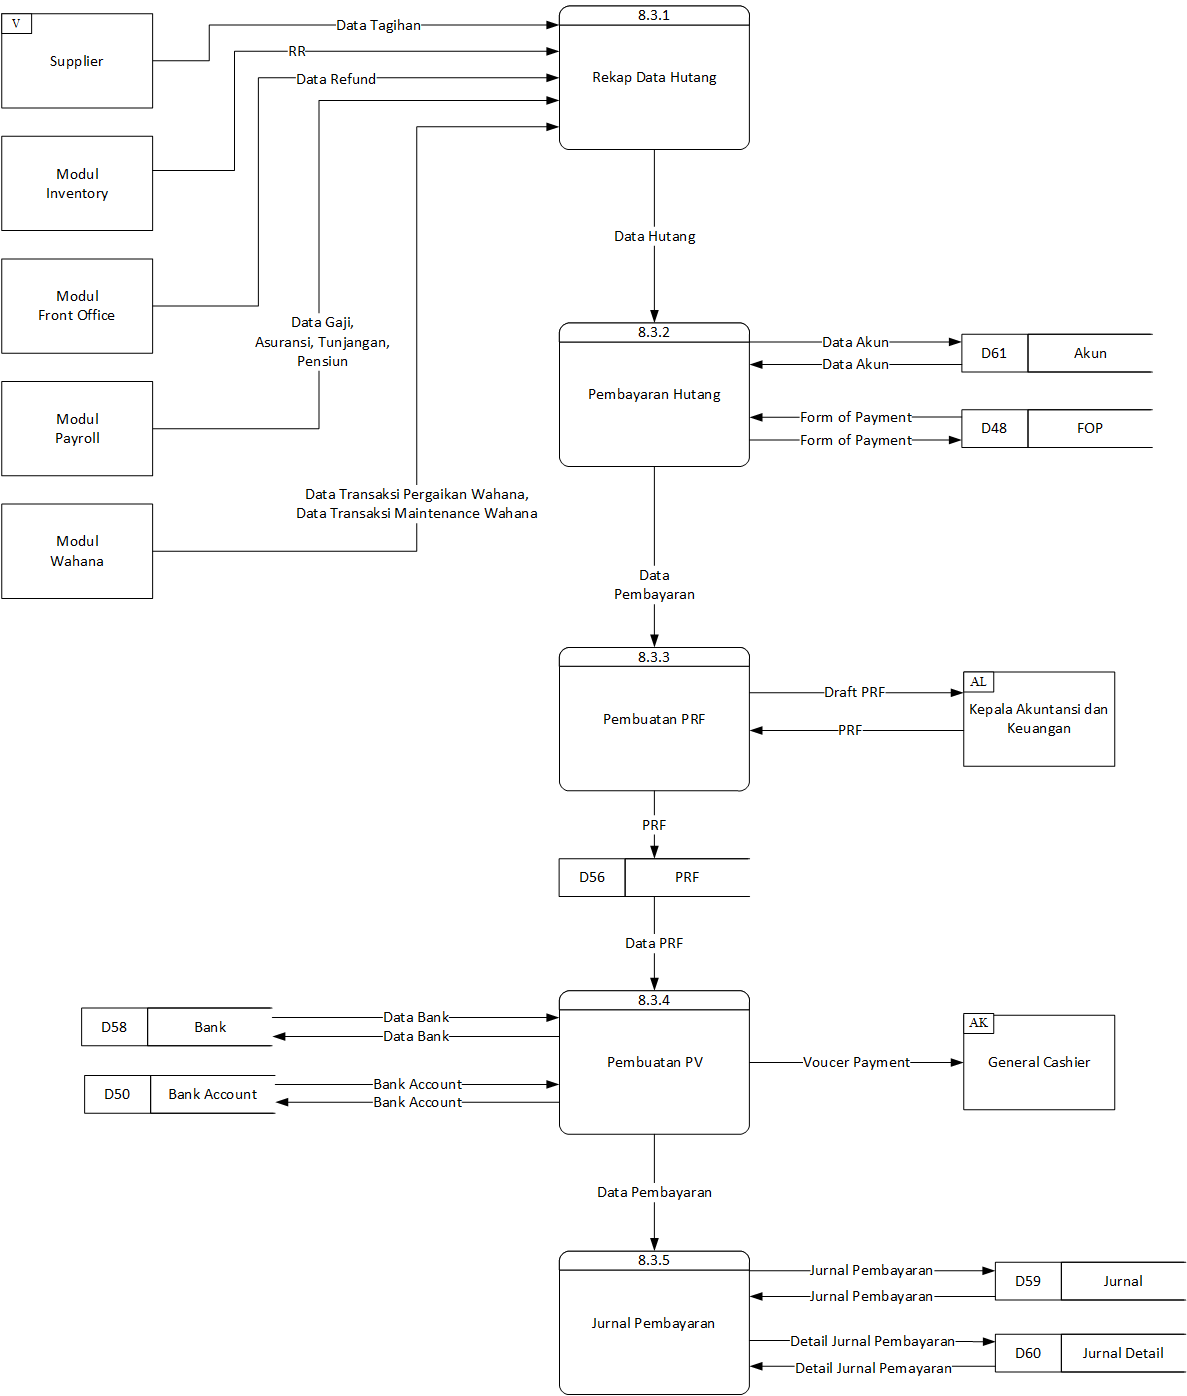 V
Supplier
Data Tagihan
8.3.1
RR
Data Refund
Rekap Data Hutang
Modul
Inventory
Data Hutang
Modul
Front Office
Data Gaji,
Asuransi, Tunjangan,
Pensiun
8.3.2
Pembayaran Hutang
Data Akun
Data Akun
D61
Akun
Form of Payment
Form of Payment
D48
FOP
Modul
Payroll
Data Transaksi Pergaikan Wahana,
Data Transaksi Maintenance Wahana
Modul
Wahana
Data
Pembayaran
8.3.3
Pembuatan PRF
Draft PRF
PRF
AL
Kepala Akuntansi dan
Keuangan
PRF
D56
PRF
Data PRF
8.3.4
Pembuatan PV
D58
Bank
Data Bank
Data Bank
D50
Bank Account
Bank Account
Bank Account
Voucer Payment
AK
General Cashier
Data Pembayaran
8.3.5
Jurnal Pembayaran
Jurnal Pembayaran
Jurnal Pembayaran
D59
Jurnal
Detail Jurnal Pembayaran
Detail Jurnal Pemayaran
D60
Jurnal Detail